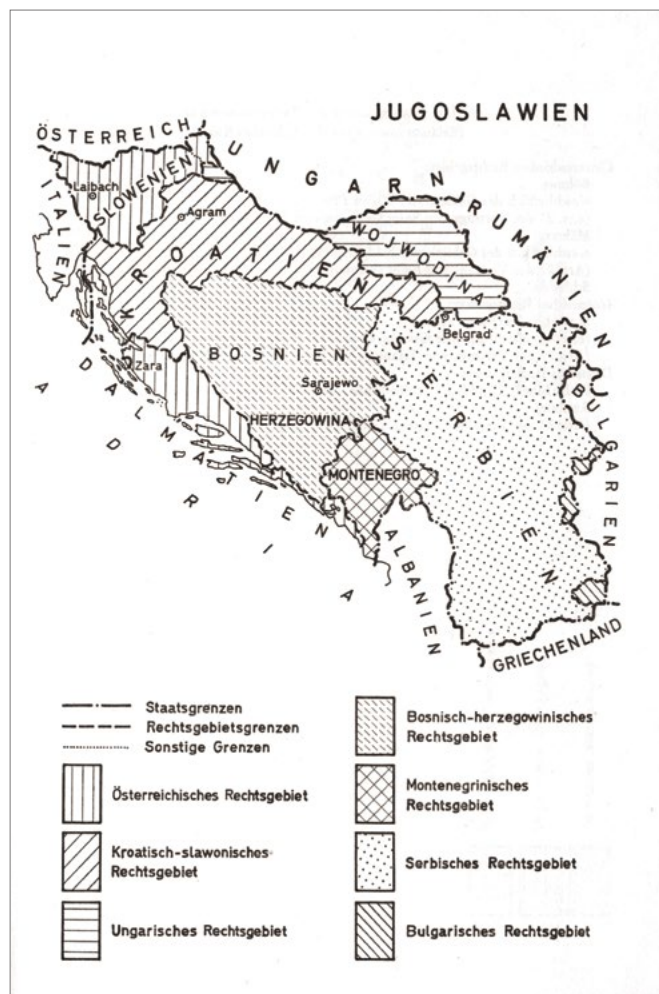 JUGOSLAWIEN
ÖSTERREICH
UNGARN
RUMÄNIEN
ITALIEN
SLOWENIEN
Laibach
Agram
KROATIEN
WOJWODINA
Belgrad
BOSNIEN
Sarajewo
Zara
HERZEGOWINA
SERBIEN
BULGARIEN
DALMATIEN
MONTENEGRO
ADRIA
ALBANIEN
GRIECHENLAND
Staatsgrenzen
Rechtsgebietsgrenzen
Sonstige Grenzen
Österreichisches Rechtsgebiet
Kroatisch-slawonisches
Rechtsgebiet
Ungarisches Rechtsgebiet
Bosnisch-herzegowinisches
Rechtsgebiet
Montenegrinisches
Rechtsgebiet
Serbisches Rechtsgebiet
Bulgarisches Rechtsgebiet